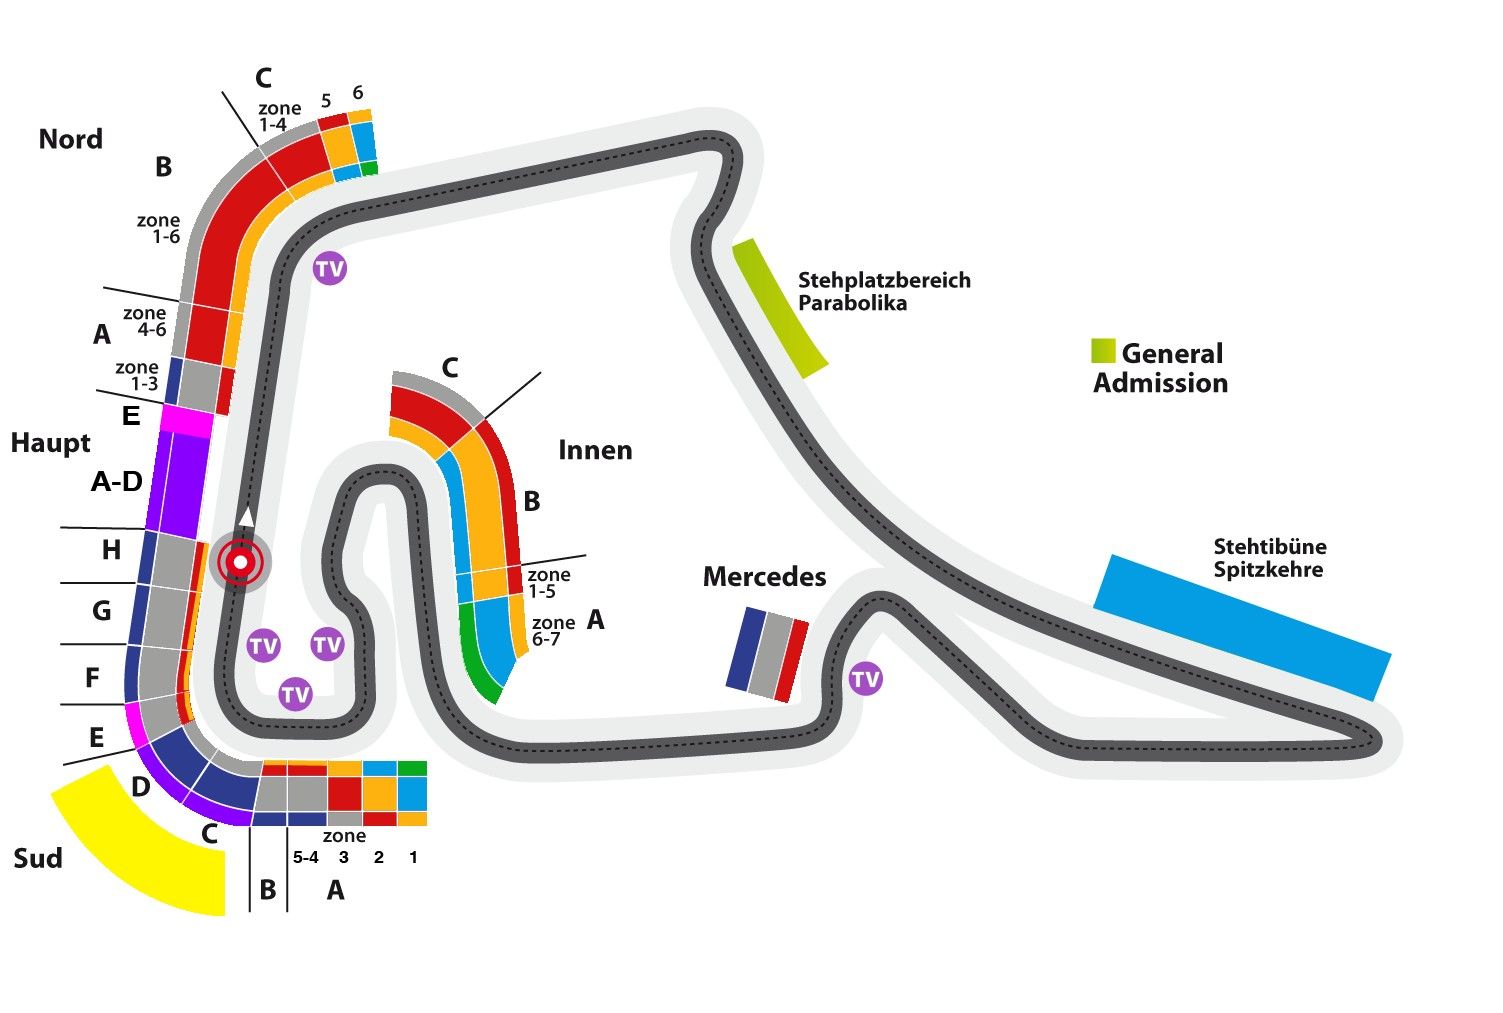 C
zone
1-4
5
6
Nord
B
zone
1-6
TV
zone
4-6
A
zone
1-3
E
Haupt
A-D
H
G
F
E
D
C
Sud
B
zone
5-4
3
2
1
A
TV
TV
TV
C
Innen
B
zone
1-5
zone
6-7
A
Mercedes
TV
Stehplatzbereich
Parabolika
General
Admission
Stehtibüne
Spitzkehre